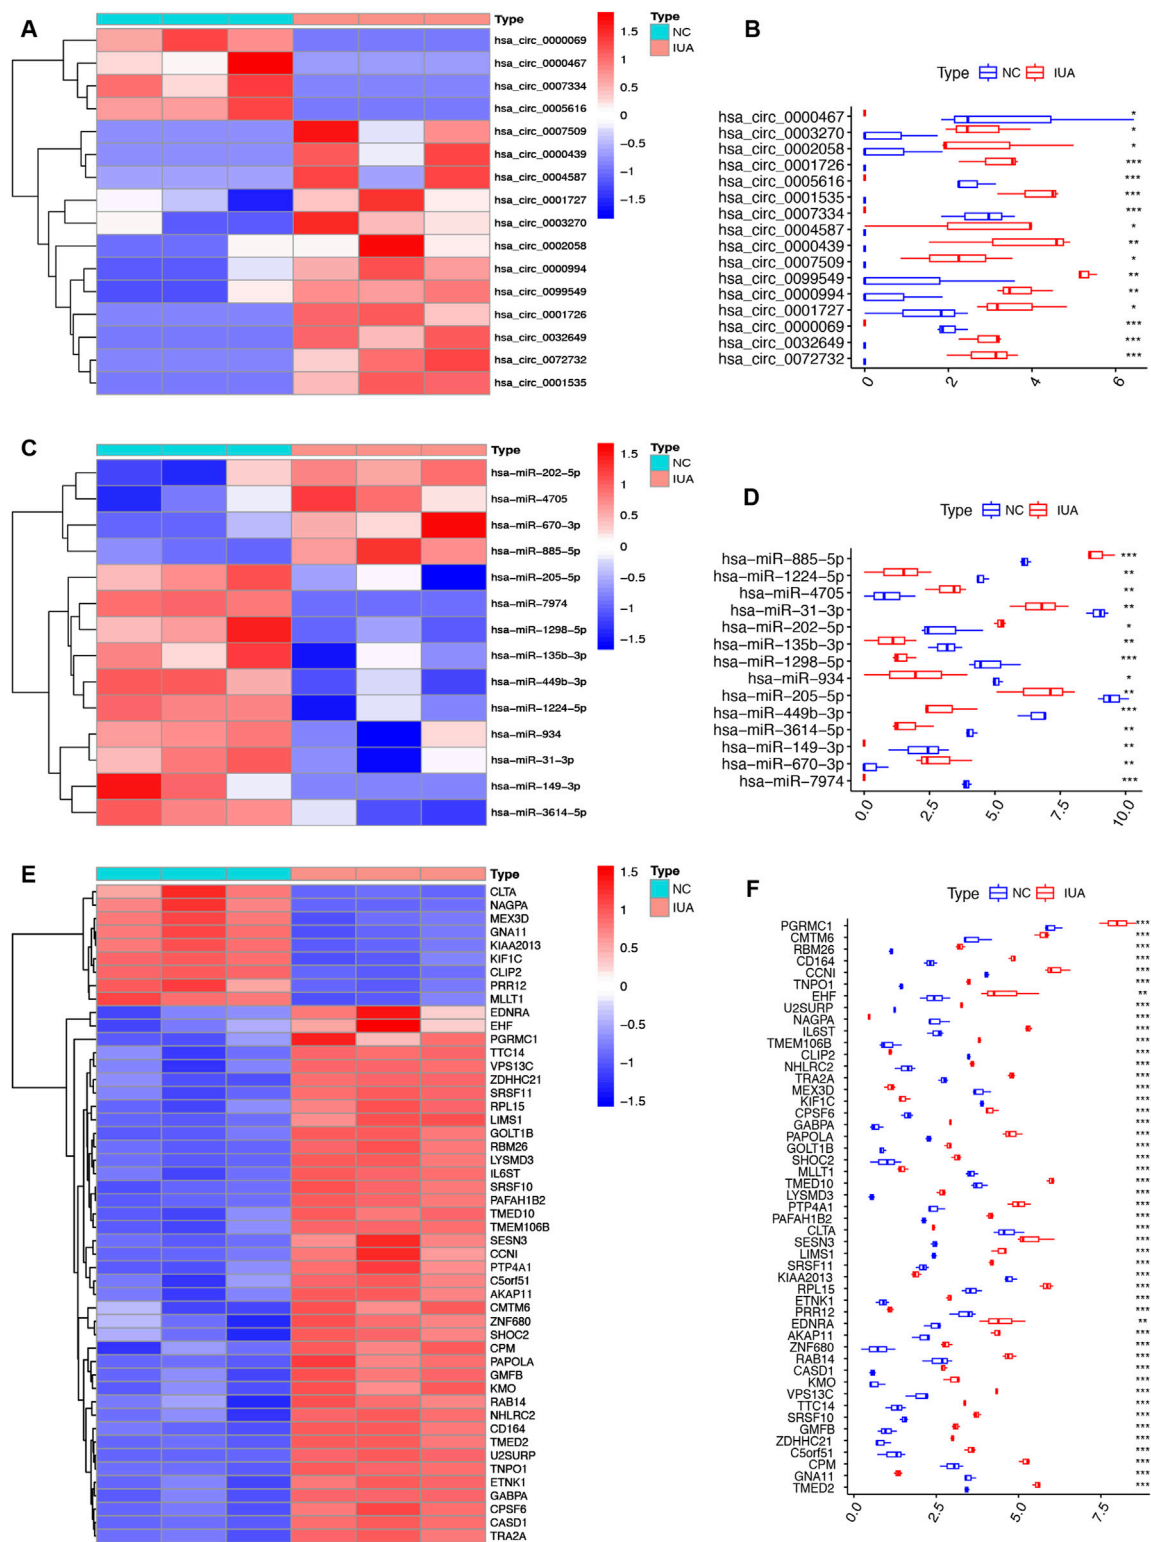 A
Type
hsa_circ_0000069
hsa_circ_0000467
hsa_circ_0007334
hsa_circ_0005616
hsa_circ_0007509
hsa_circ_0000439
hsa_circ_0004587
hsa_circ_0001727
hsa_circ_0003270
hsa_circ_0002058
hsa_circ_0000994
hsa_circ_0099549
hsa_circ_0001726
hsa_circ_0032649
hsa_circ_0072732
hsa_circ_0001535
1.5
1
0.5
0
−0.5
−1
−1.5
Type
NC
IUA
B
Type NC IUA
hsa_circ_0000467 *
hsa_circ_0003270 *
hsa_circ_0002058 *
hsa_circ_0001726 ***
hsa_circ_0005616 ***
hsa_circ_0001535 ***
hsa_circ_0007334 ***
hsa_circ_0004587 *
hsa_circ_0000439 **
hsa_circ_0007509 *
hsa_circ_0099549 **
hsa_circ_0000994 **
hsa_circ_0001727 *
hsa_circ_0000069 ***
hsa_circ_0032649 ***
hsa_circ_0072732 ***
0 2 4 6
C
Type
hsa−miR−202−5p
hsa−miR−4705
hsa−miR−670−3p
hsa−miR−885−5p
hsa−miR−205−5p
hsa−miR−7974
hsa−miR−1298−5p
hsa−miR−135b−3p
hsa−miR−449b−3p
hsa−miR−1224−5p
hsa−miR−934
hsa−miR−31−3p
hsa−miR−149−3p
hsa−miR−3614−5p
1.5
1
0.5
0
−0.5
−1
−1.5
Type
NC
IUA
D
Type NC IUA
hsa−miR−885−5p ***
hsa−miR−1224−5p **
hsa−miR−4705 **
hsa−miR−31−3p **
hsa−miR−202−5p *
hsa−miR−135b−3p **
hsa−miR−1298−5p ***
hsa−miR−934 *
hsa−miR−205−5p **
hsa−miR−449b−3p ***
hsa−miR−3614−5p **
hsa−miR−149−3p **
hsa−miR−670−3p **
hsa−miR−7974 ***
0.0 2.5 5.0 7.5 10.0
E
Type
CLTA
NAGPA
MEX3D
GNA11
KIAA2013
KIF1C
CLIP2
PRR12
MLLT1
EDNRA
EHF
PGRMC1
TTC14
VPS13C
ZDHHC21
SRSF11
RPL15
LIMS1
GOLT1B
RBM26
LYSMD3
IL6ST
SRSF10
PAFAH1B2
TMED10
TMEM106B
SESN3
CCNI
PTP4A1
C5orf51
AKAP11
CMTM6
ZNF680
SHOC2
CPM
PAPOLA
GMFB
KMO
RAB14
NHLRC2
CD164
TMED2
U2SURP
TNPO1
ETNK1
GABPA
CPSF6
CASD1
TRA2A
1.5
1
0.5
0
−0.5
−1
−1.5
Type
NC
IUA
F
Type NC IUA
PGRMC1 ***
CMTM6 ***
RBM26 ***
CD164 ***
CCNI ***
TNPO1 ***
EHF **
U2SURP ***
NAGPA ***
IL6ST ***
TMEM106B ***
CLIP2 ***
NHLRC2 ***
TRA2A ***
MEX3D ***
KIF1C ***
CPSF6 ***
GABPA ***
PAPOLA ***
GOLT1B ***
SHOC2 ***
MLLT1 ***
TMED10 ***
LYSMD3 ***
PTP4A1 ***
PAFAH1B2 ***
CLTA ***
SESN3 ***
LIMS1 ***
SRSF11 ***
KIAA2013 ***
RPL15 ***
ETNK1 ***
PRR12 ***
EDNRA **
AKAP11 ***
ZNF680 ***
RAB14 ***
CASD1 ***
KMO ***
VPS13C ***
TTC14 ***
SRSF10 ***
GMFB ***
ZDHHC21 ***
C5orf51 ***
CPM ***
GNA11 ***
TMED2 ***
0.0 2.5 5.0 7.5